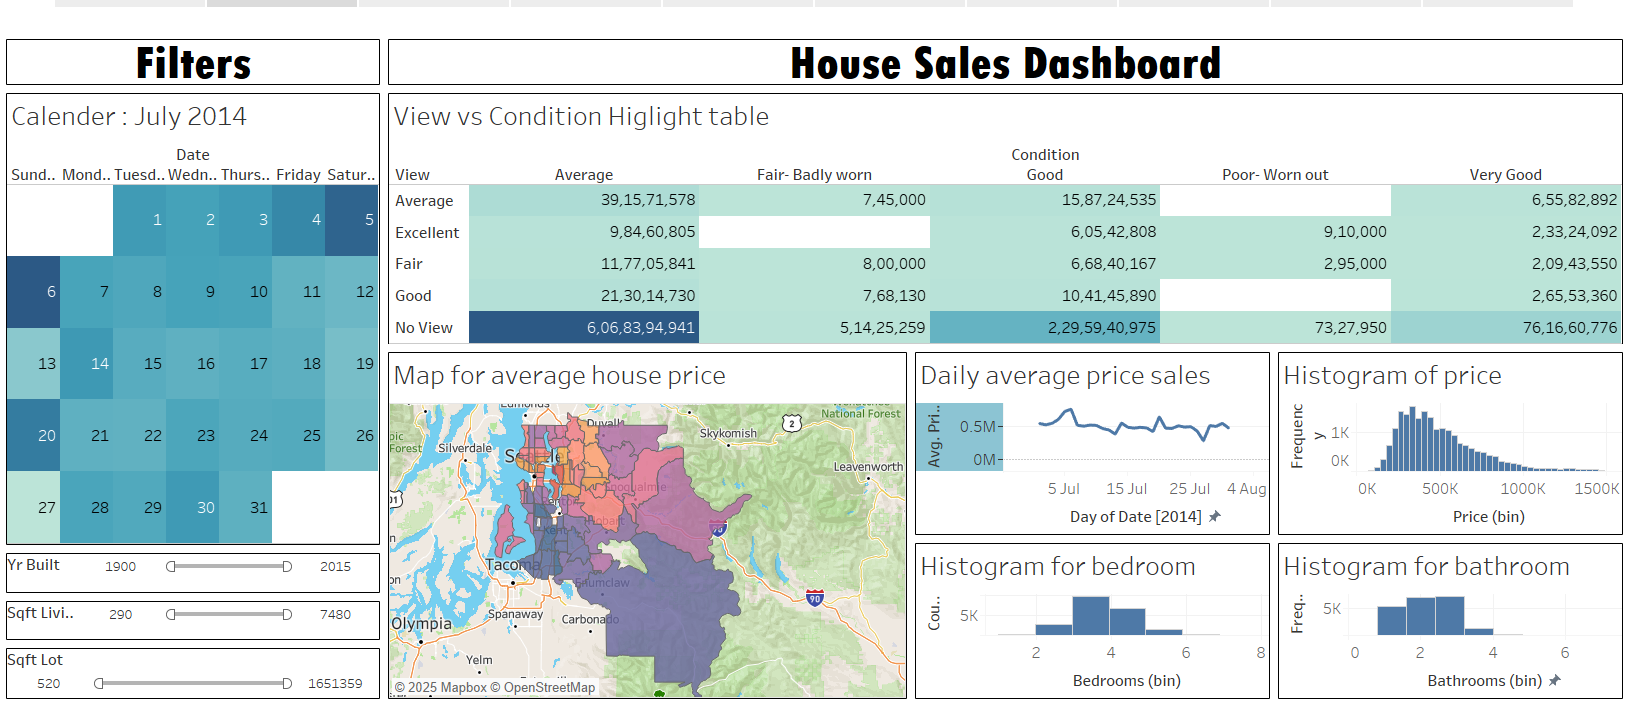 Filters
House Sales Dashboard
Calender : July 2014
Date
Sund.. Mond.. Tuesd.. Wedn.. Thurs.. Friday Satur..
1 2 3 4 5
6 7 8 9 10 11 12
13 14 15 16 17 18 19
20 21 22 23 24 25 26
27 28 29 30 31
Yr Built
1900 2015
Sqft Livi..
290 7480
Sqft Lot
520 1651359
View vs Condition Higlight table
Condition
View Average Fair- Badly worn Good Poor- Worn out Very Good
Average 39,15,71,578 7,45,000 15,87,24,535 6,55,82,892
Excellent 9,84,60,805 6,05,42,808 9,10,000 2,33,24,092
Fair 11,77,05,841 8,00,000 6,68,40,167 2,95,000 2,09,43,550
Good 21,30,14,730 7,68,130 10,41,45,890 2,65,53,360
No View 6,06,83,94,941 5,14,25,259 2,29,59,40,975 73,27,950 76,16,60,776
Map for average house price
National Forest
Duvall
2
Skykomish
Silverdale
Forest
Seattle
Leavenworth
Snoqualmie
Hobart
Kent
90
Tacoma
Enumclaw
90
Spanaway
Carbonado
Olympia
Yelm
© 2025 Mapbox © OpenStreetMap
Daily average price sales
Avg. Pri..
0.5M
0M
5 Jul 15 Jul 25 Jul 4 Aug
Day of Date [2014]
Histogram of price
Frequenc
y
1K
0K
0K 500K 1000K 1500K
Price (bin)
Histogram for bedroom
Cou..
5K
2 4 6 8
Bedrooms (bin)
Histogram for bathroom
Freq..
5K
0 2 4 6
Bathrooms (bin)